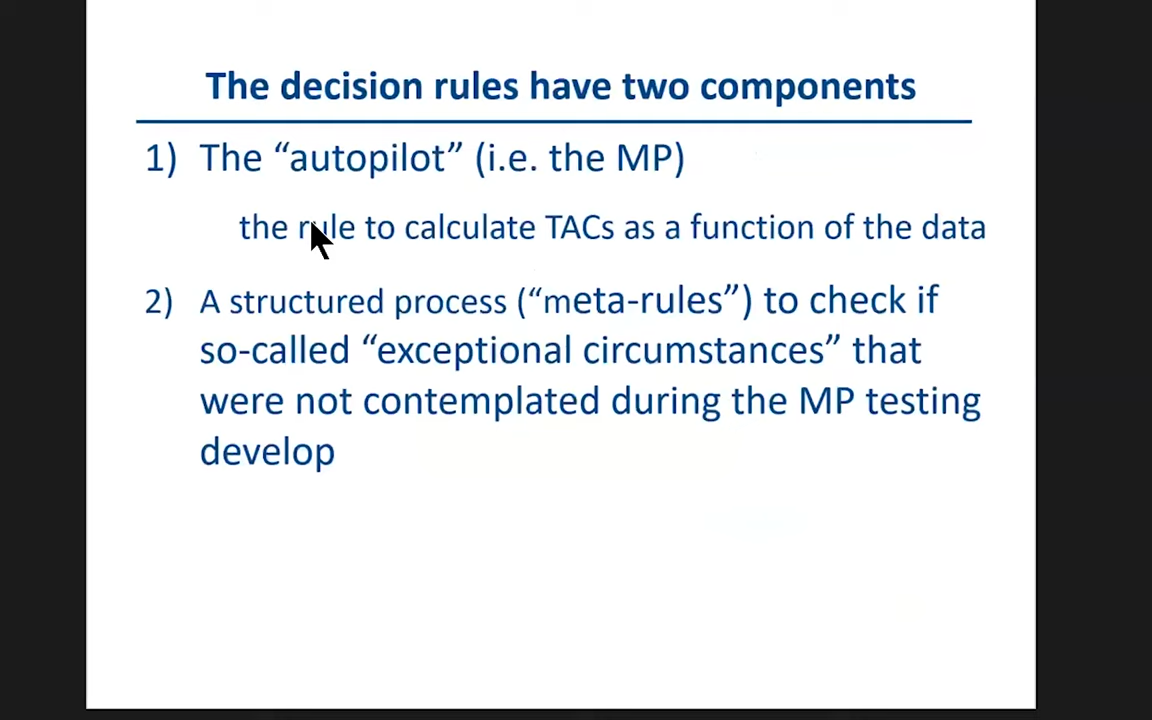 The decision rules have two components
1) The “autopilot” (i.e. the MP)
the rule to calculate TACs as a function of the data
2) A structured process (“meta-rules”) to check if
so-called “exceptional circumstances” that
were not contemplated during the MP testing
develop